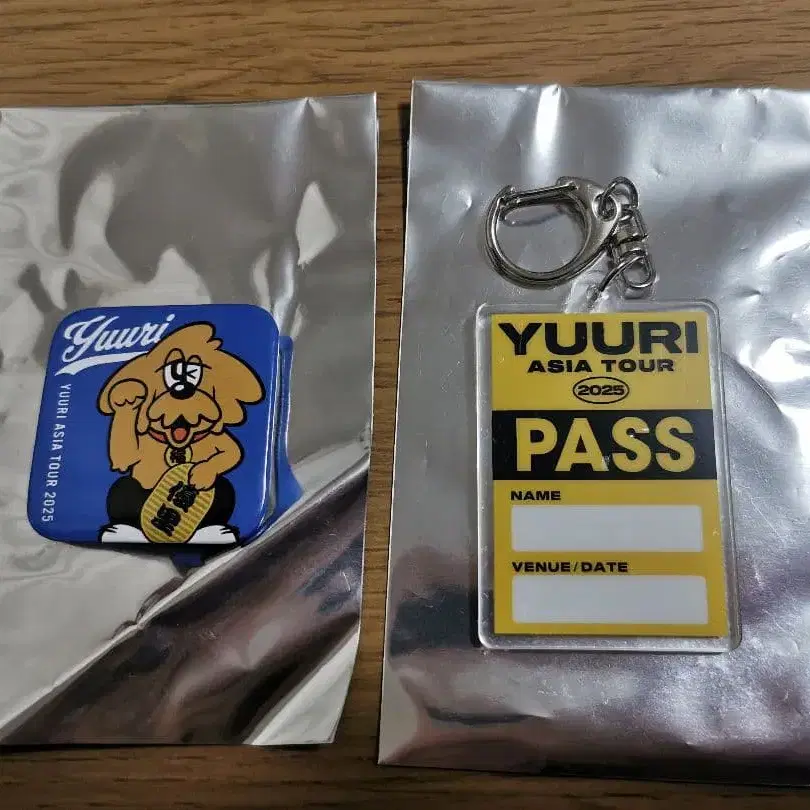 Yuuri
YUURI ASIA TOUR 2025
YUURI
ASIA TOUR
2025
PASS
NAME
VENUE/DATE